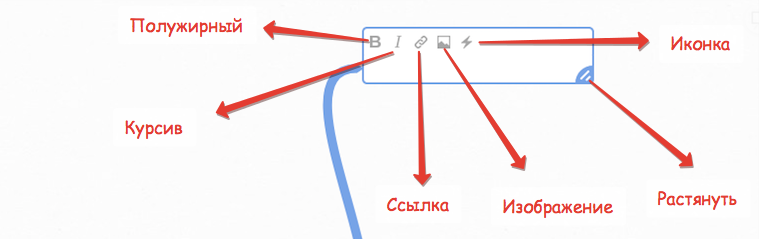 Полужирный
B I
Иконка
Курсив
Ссылка
Изображение
Растянуть